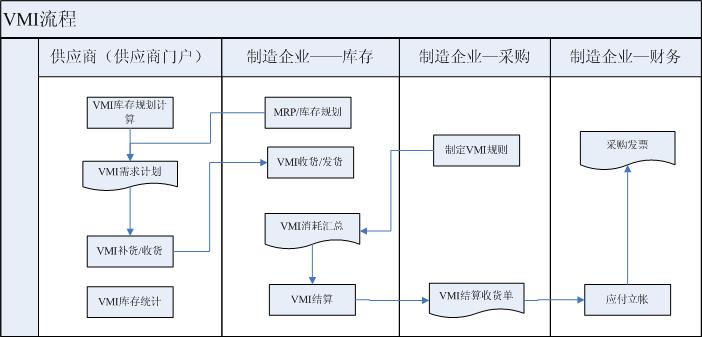 VMI流程
供应商（供应商门户）
制造企业——库存
制造企业—采购
制造企业—财务
VMI库存规划计
算
MRP/库存规划
VMI需求计划
VMI收货/发货
制定VMI规则
采购发票
VMI补货/收货
VMI消耗汇总
VMI库存统计
VMI结算
VMI结算收货单
应付立帐